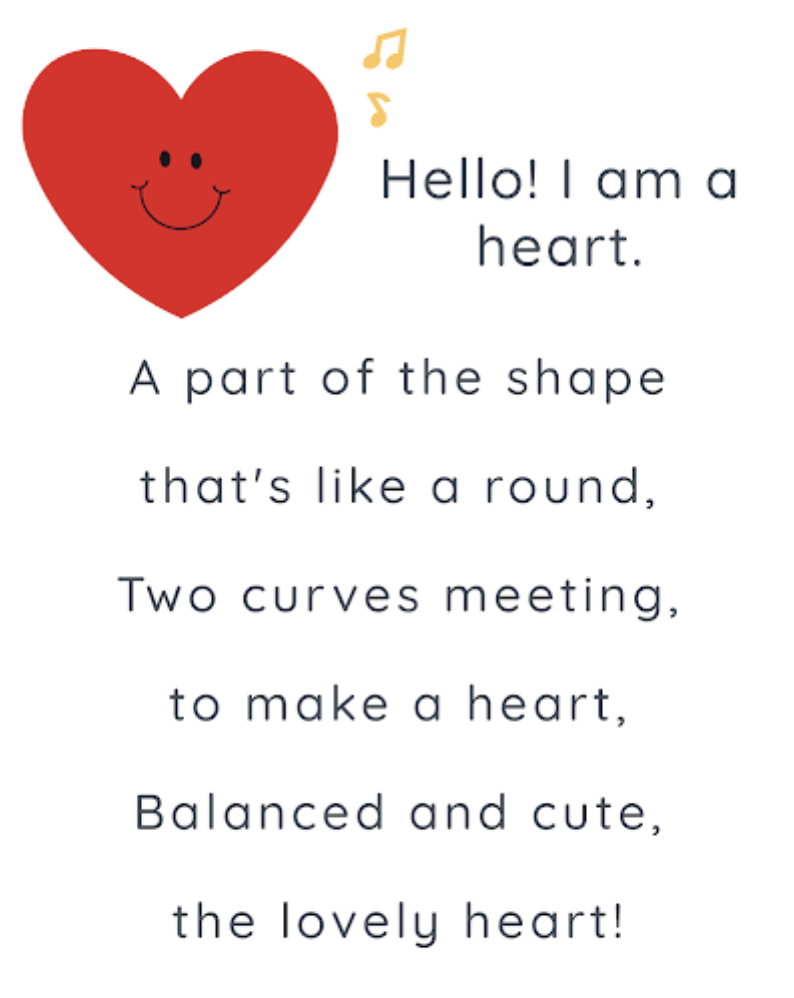 Hello! I am a
heart.
A part of the shape
that's like a round,
Two curves meeting,
to make a heart,
Balanced and cute,
the lovely heart!